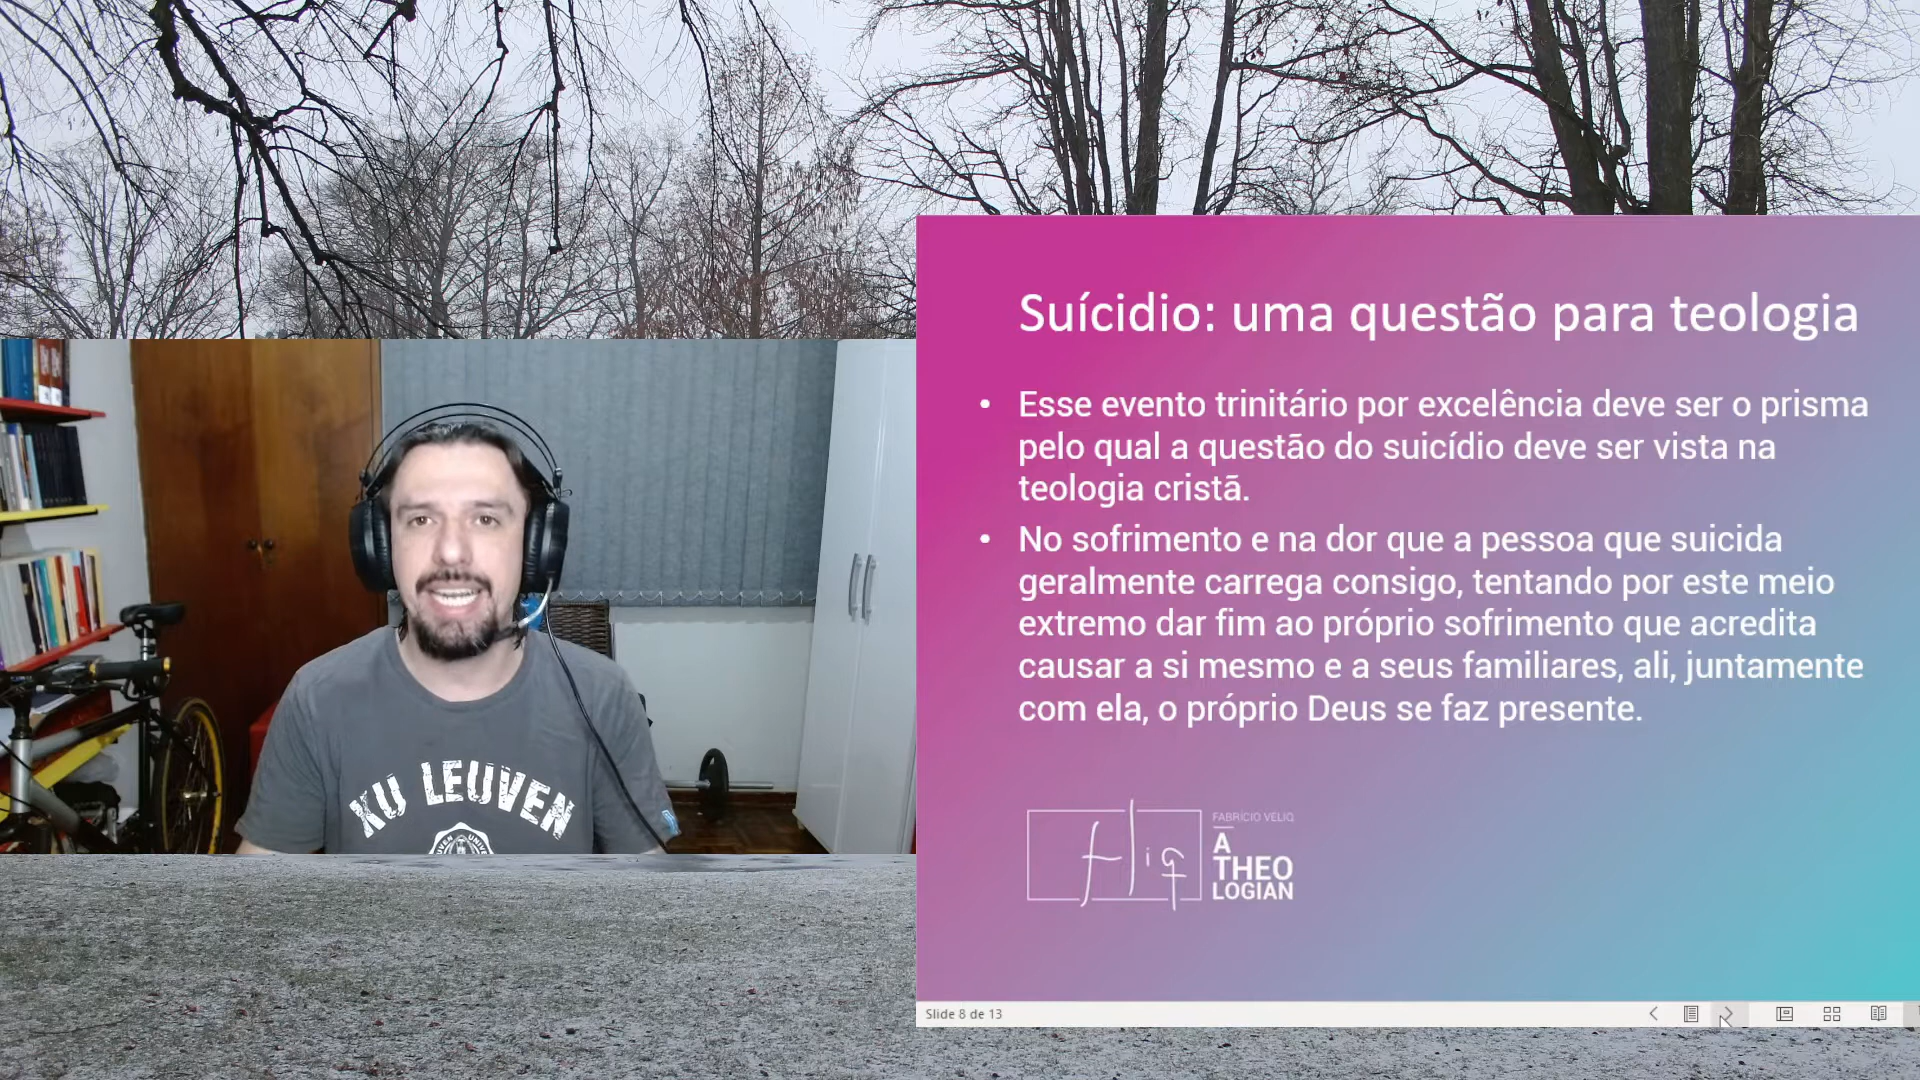 Suícidio: uma questão para teologia
• Esse evento trinitário por excelência deve ser o prisma
pelo qual a questão do suicídio deve ser vista na
teologia cristã.
• No sofrimento e na dor que a pessoa que suicida
geralmente carrega consigo, tentando por este meio
extremo dar fim ao próprio sofrimento que acredita
causar a si mesmo e a seus familiares, ali, juntamente
com ela, o próprio Deus se faz presente.
KU LEUVEN
FABRÍCIO VELIQ
A
THEO
LOGIAN
Slide 8 de 13